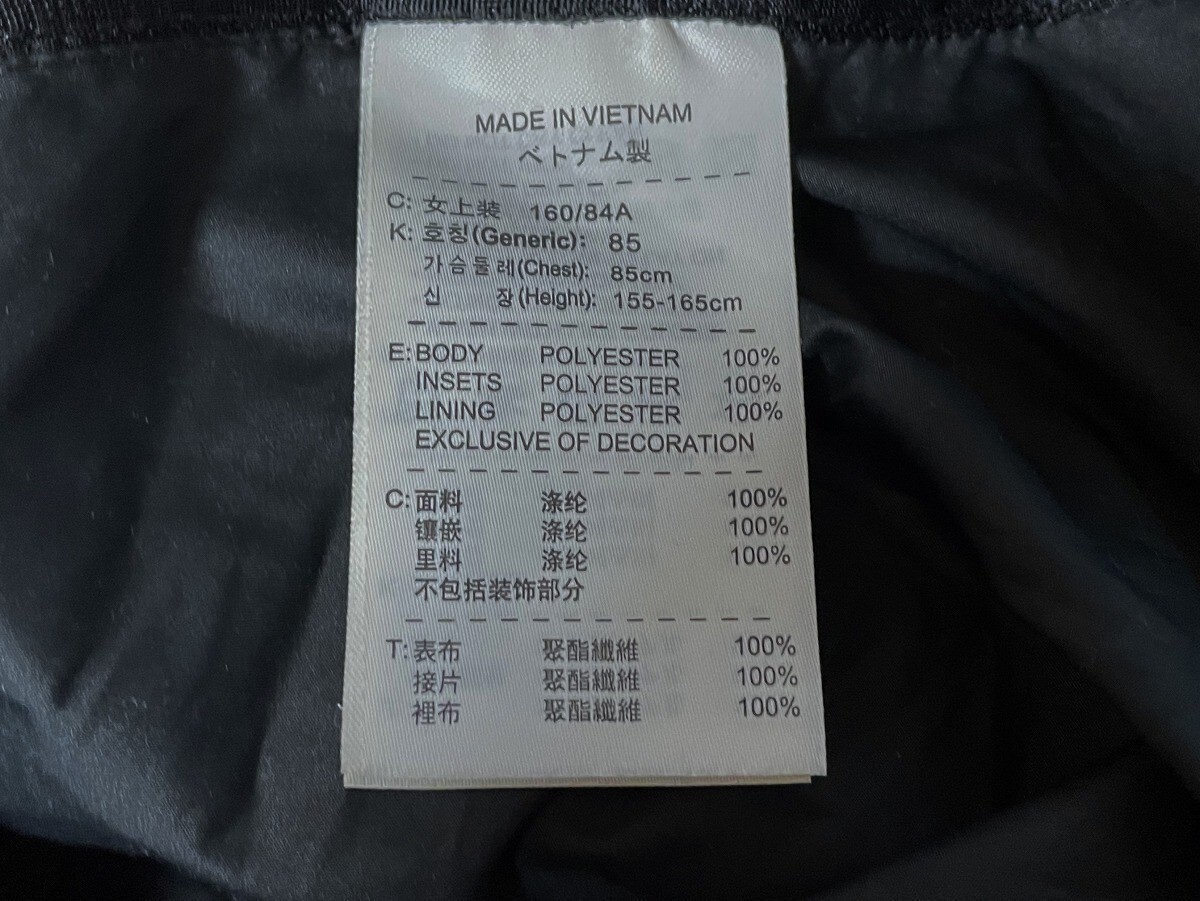 MADE IN VIETNAM
ベトナム製
C: 女上装 160/84A
K: 호칭(Generic): 85
가슴둘레(Chest): 85cm
신 장(Height): 155-165cm
E: BODY POLYESTER 100%
INSETS POLYESTER 100%
LINING POLYESTER 100%
EXCLUSIVE OF DECORATION
C: 面料 涤纶 100%
镶嵌 涤纶 100%
里料 涤纶 100%
不包括装饰部分
T: 表布 聚酯纖維 100%
接片 聚酯纖維 100%
裡布 聚酯纖維 100%